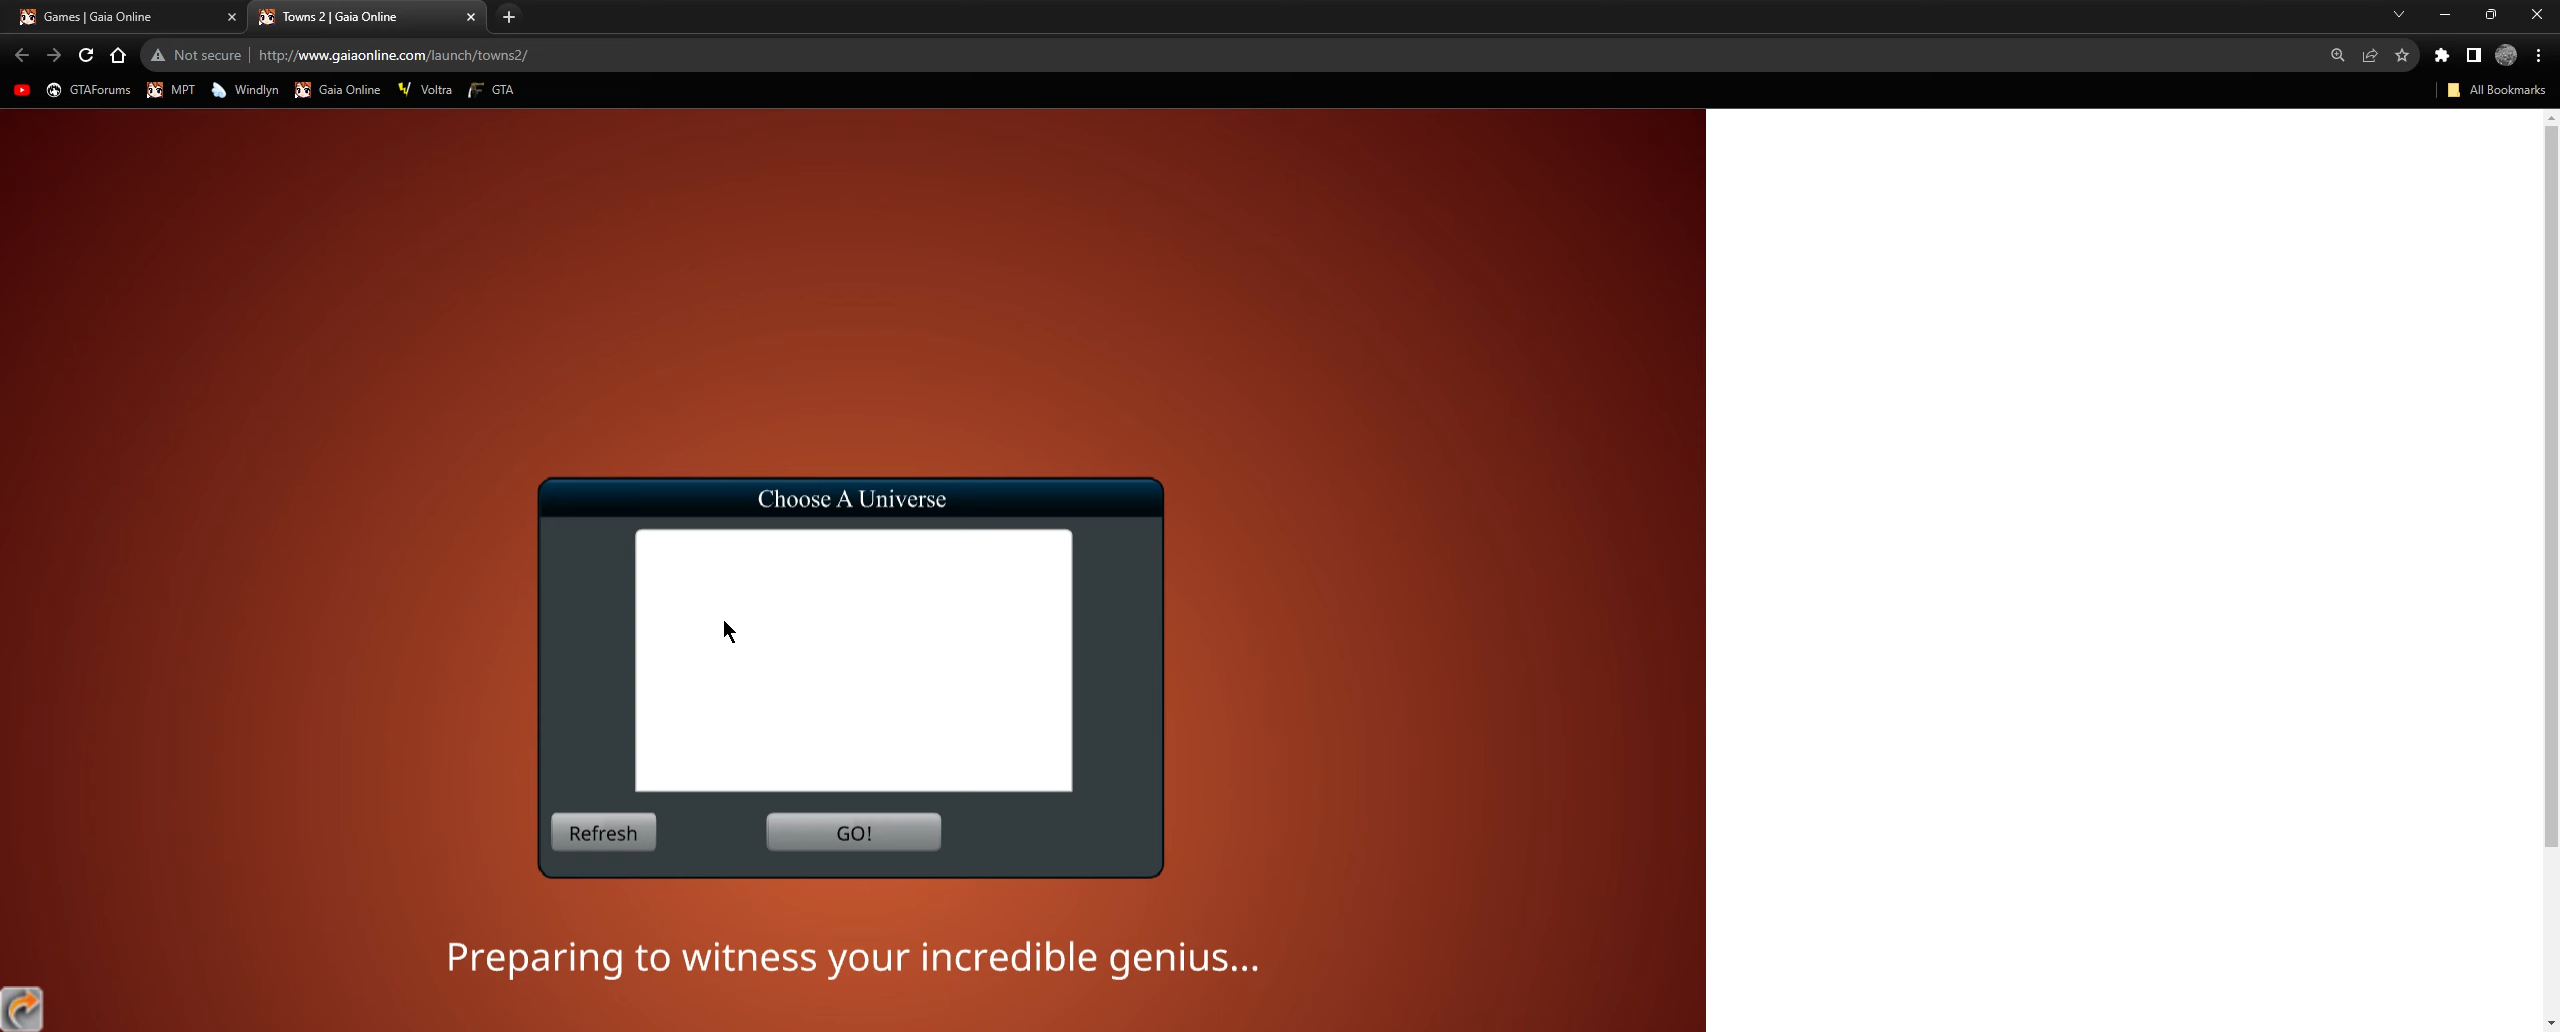 Games | Gaia Online
Towns 2 | Gaia Online
Not secure
http://www.gaiaonline.com/launch/towns2/
GTAForums
MPT
Windlyn
Gaia Online
Voltra
GTA
All Bookmarks
Choose A Universe
Refresh
GO!
Preparing to witness your incredible genius...